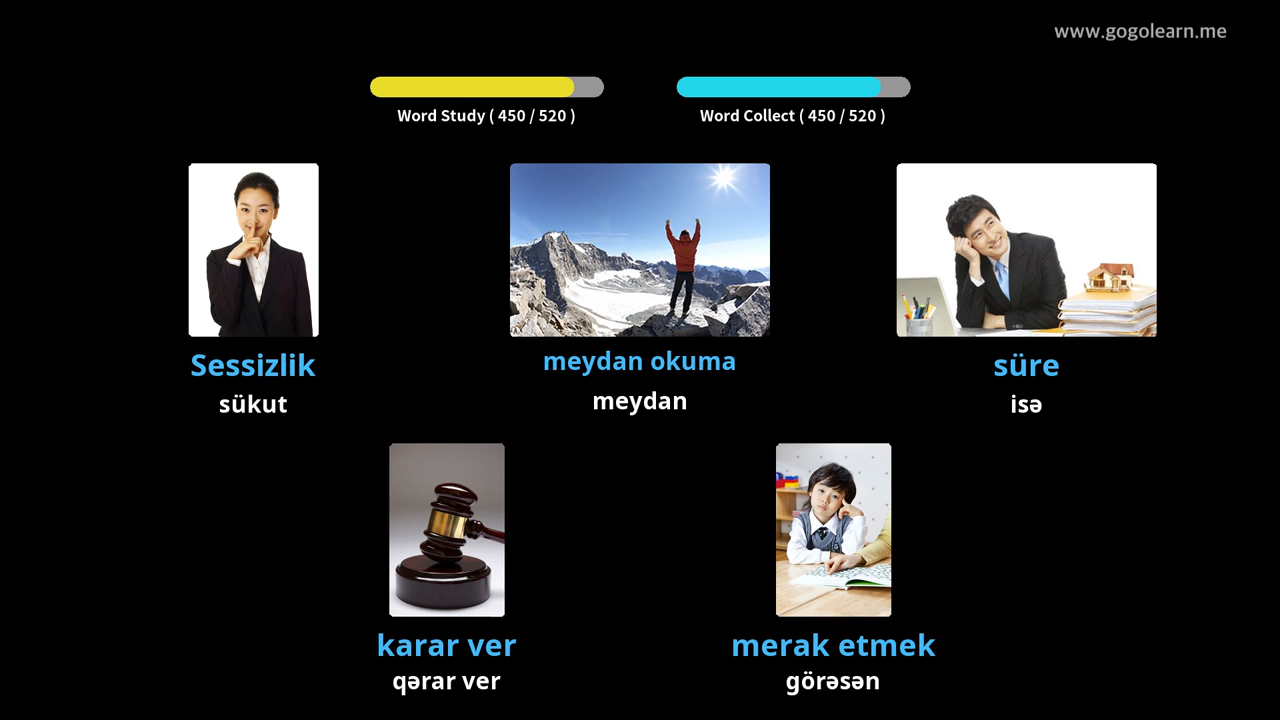 www.gogolearn.me
Word Study ( 450 / 520 )
Word Collect ( 450 / 520 )
Sessizlik
sükut
meydan okuma
meydan
süre
isə
karar ver
qərar ver
merak etmek
görəsən